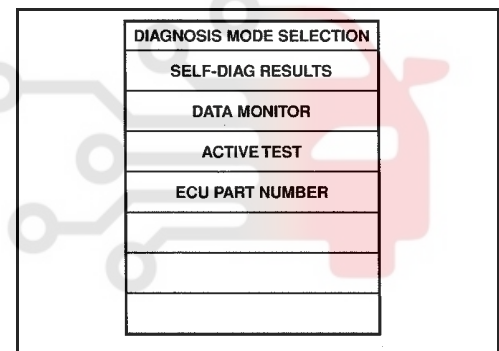 DIAGNOSIS MODE SELECTION
SELF-DIAG RESULTS
DATA MONITOR
ACTIVE TEST
ECU PART NUMBER